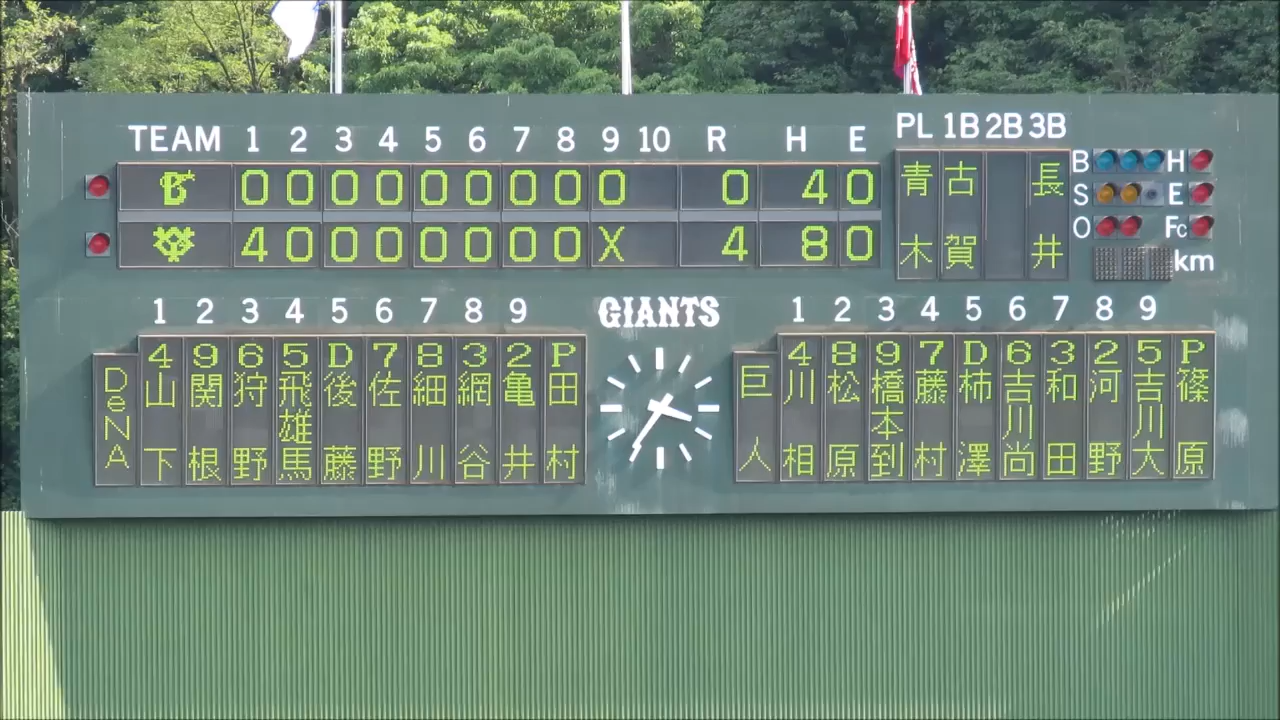 TEAM 1 2 3 4 5 6 7 8 9 10 R H E
0 0 0 0 0 0 0 0 0 0 4 0
4 0 0 0 0 0 0 0 X 4 8 0
PL 1B 2B 3B
青木 古賀 長井
B H
S E
O Fc
km
GIANTS
1 2 3 4 5 6 7 8 9
4 9 6 5 D 7 8 3 2 P
DeNA 山下 関根 狩野 飛雄馬 後藤 佐野 細川 網谷 亀井 田村
1 2 3 4 5 6 7 8 9
4 8 9 7 D 6 3 2 5 P
巨人 川相 松原 橋本到 藤村 柿澤 吉川尚 和田 河野 吉川大 篠原